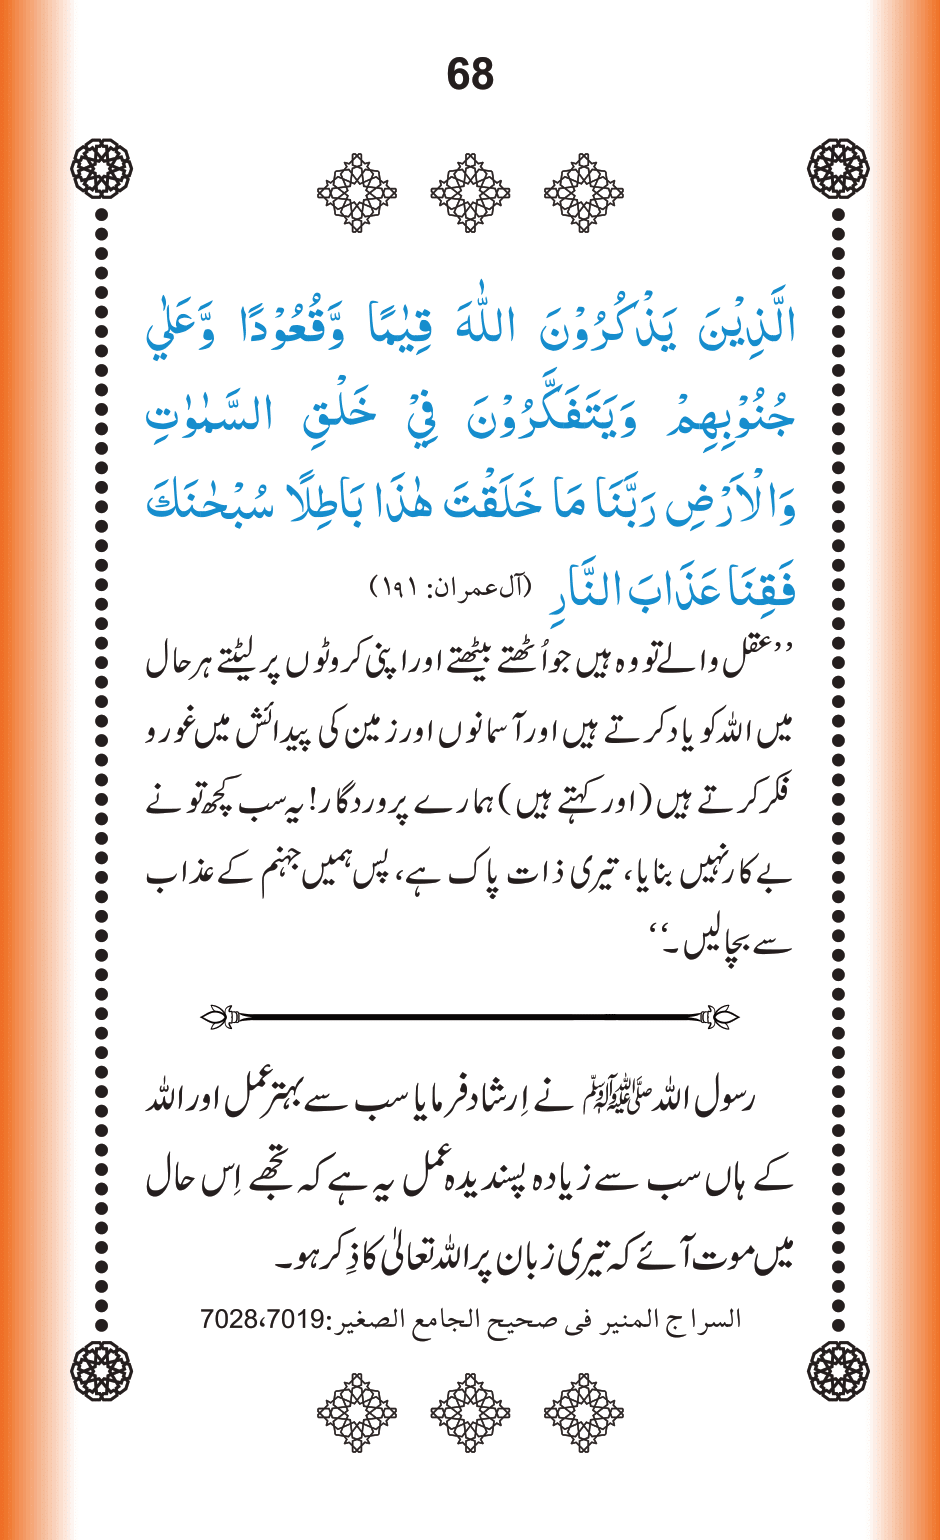 68
الَّذِيْنَ يَذْكُرُوْنَ اللّٰهَ قِيٰمًا وَّقُعُوْدًا وَّعَلٰي
جُنُوْبِهِمْ وَيَتَفَكَّرُوْنَ فِيْ خَلْقِ السَّمٰوٰتِ
وَالْاَرْضِ رَبَّنَا مَا خَلَقْتَ هٰذَا بَاطِلًا سُبْحٰنَكَ
فَقِنَا عَذَابَ النَّارِ (آل عمران: ۱۹۱)
’’عقل والے تو وہ ہیں جو اُٹھتے بیٹھتے اور اپنی کروٹوں پر لیٹتے ہر حال
میں اللہ کو یاد کرتے ہیں اور آسمانوں اور زمین کی پیدائش میں غور و
فکر کرتے ہیں (اور کہتے ہیں) ہمارے پروردگار! یہ سب کچھ تو نے
بے کار نہیں بنایا، تیری ذات پاک ہے، پس ہمیں جہنم کے عذاب
سے بچا لیں۔‘‘
رسول اللہ ﷺ نے اِرشاد فرمایا سب سے بہتر عمل اور اللہ
کے ہاں سب سے زیادہ پسندیدہ عمل یہ ہے کہ تجھے اِس حال
میں موت آئے کہ تیری زبان پر اللہ تعالیٰ کا ذِکر ہو۔
السراج المنیر فی صحیح الجامع الصغیر:7028،7019